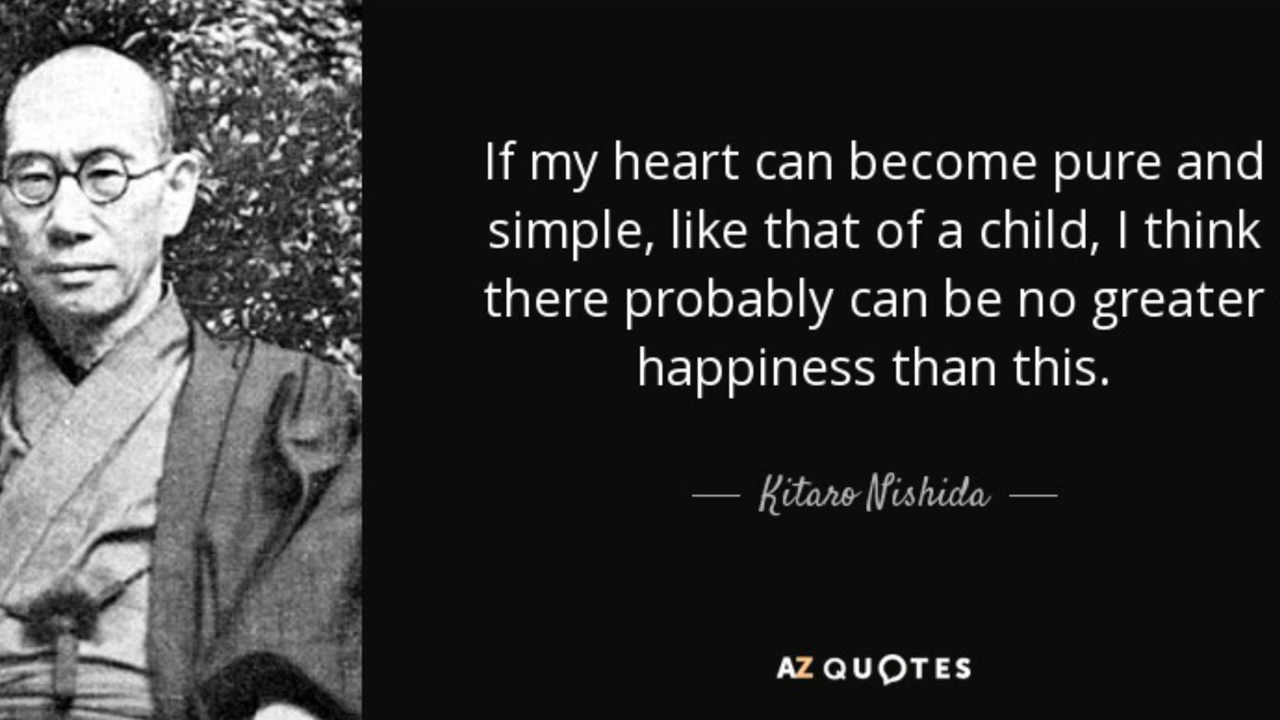 If my heart can become pure and
simple, like that of a child, I think
there probably can be no greater
happiness than this.
Kitaro Nishida
AZ QUOTES